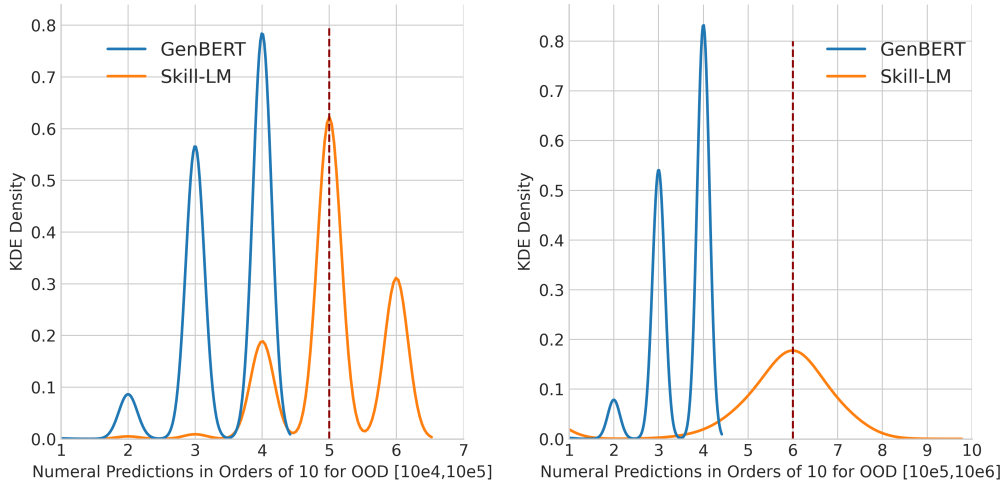 KDE Density
0.8
0.7
0.6
0.5
0.4
0.3
0.2
0.1
0.0
GenBERT
Skill-LM
1 2 3 4 5 6 7
Numeral Predictions in Orders of 10 for OOD [10e4,10e5]
KDE Density
0.8
0.7
0.6
0.5
0.4
0.3
0.2
0.1
0.0
GenBERT
Skill-LM
1 2 3 4 5 6 7 8 9 10
Numeral Predictions in Orders of 10 for OOD [10e5,10e6]